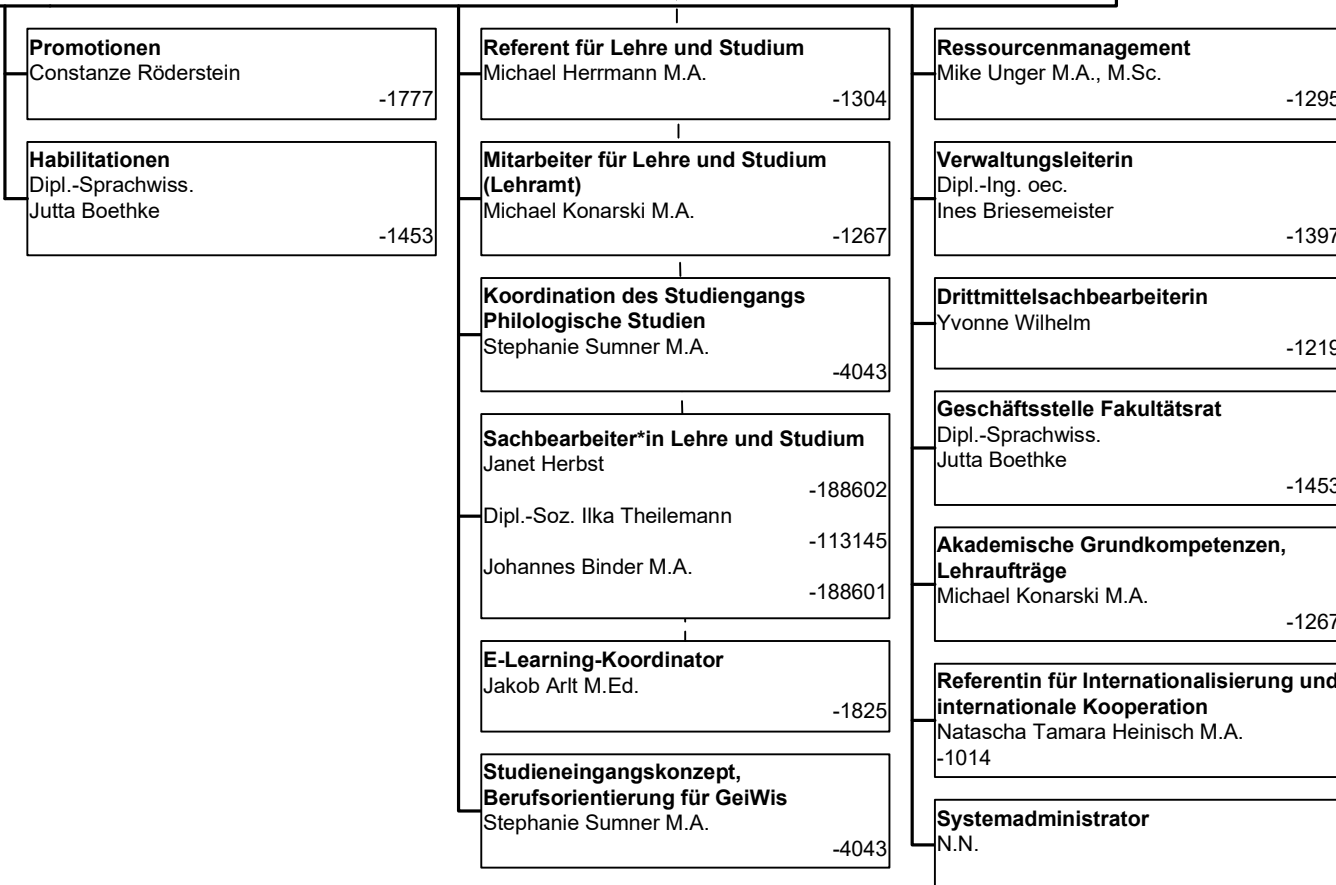 Promotionen
Constanze Röderstein
-1777
Habilitationen
Dipl.-Sprachwiss.
Jutta Boethke
-1453
Referent für Lehre und Studium
Michael Herrmann M.A.
-1304
Mitarbeiter für Lehre und Studium
(Lehramt)
Michael Konarski M.A.
-1267
Koordination des Studiengangs
Philologische Studien
Stephanie Sumner M.A.
-4043
Sachbearbeiter*in Lehre und Studium
Janet Herbst
-188602
Dipl.-Soz. Ilka Theilemann
-113145
Johannes Binder M.A.
-188601
E-Learning-Koordinator
Jakob Arlt M.Ed.
-1825
Studieneingangskonzept,
Berufsorientierung für GeiWis
Stephanie Sumner M.A.
-4043
Ressourcenmanagement
Mike Unger M.A., M.Sc.
-1295
Verwaltungsleiterin
Dipl.-Ing. oec.
Ines Briesemeister
-1397
Drittmittelsachbearbeiterin
Yvonne Wilhelm
-1219
Geschäftsstelle Fakultätsrat
Dipl.-Sprachwiss.
Jutta Boethke
-1453
Akademische Grundkompetenzen,
Lehraufträge
Michael Konarski M.A.
-1267
Referentin für Internationalisierung und
internationale Kooperation
Natascha Tamara Heinisch M.A.
-1014
Systemadministrator
N.N.